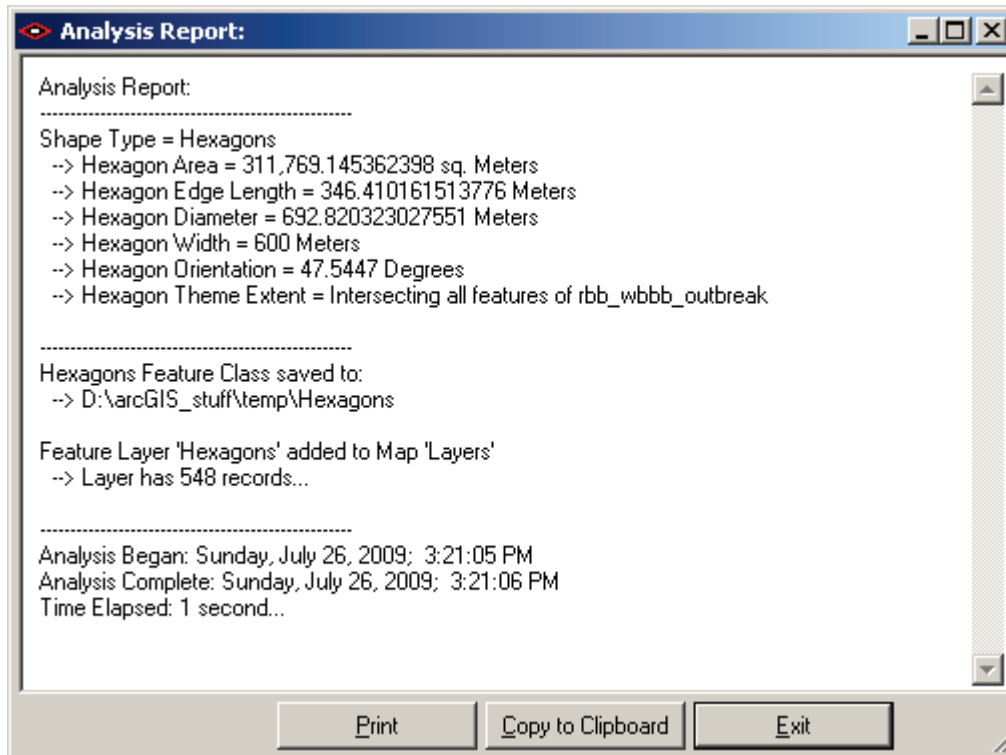 Analysis Report:
Analysis Report:
----------------------------------------------------
Shape Type = Hexagons
--> Hexagon Area = 311,769.145362398 sq. Meters
--> Hexagon Edge Length = 346.410161513776 Meters
--> Hexagon Diameter = 692.820323027551 Meters
--> Hexagon Width = 600 Meters
--> Hexagon Orientation = 47.5447 Degrees
--> Hexagon Theme Extent = Intersecting all features of rbb_wbbb_outbreak
----------------------------------------------------
Hexagons Feature Class saved to:
--> D:\arcGIS_stuff\temp\Hexagons
Feature Layer 'Hexagons' added to Map 'Layers'
--> Layer has 548 records...
----------------------------------------------------
Analysis Began: Sunday, July 26, 2009;  3:21:05 PM
Analysis Complete: Sunday, July 26, 2009;  3:21:06 PM
Time Elapsed: 1 second...
Print Copy to Clipboard Exit